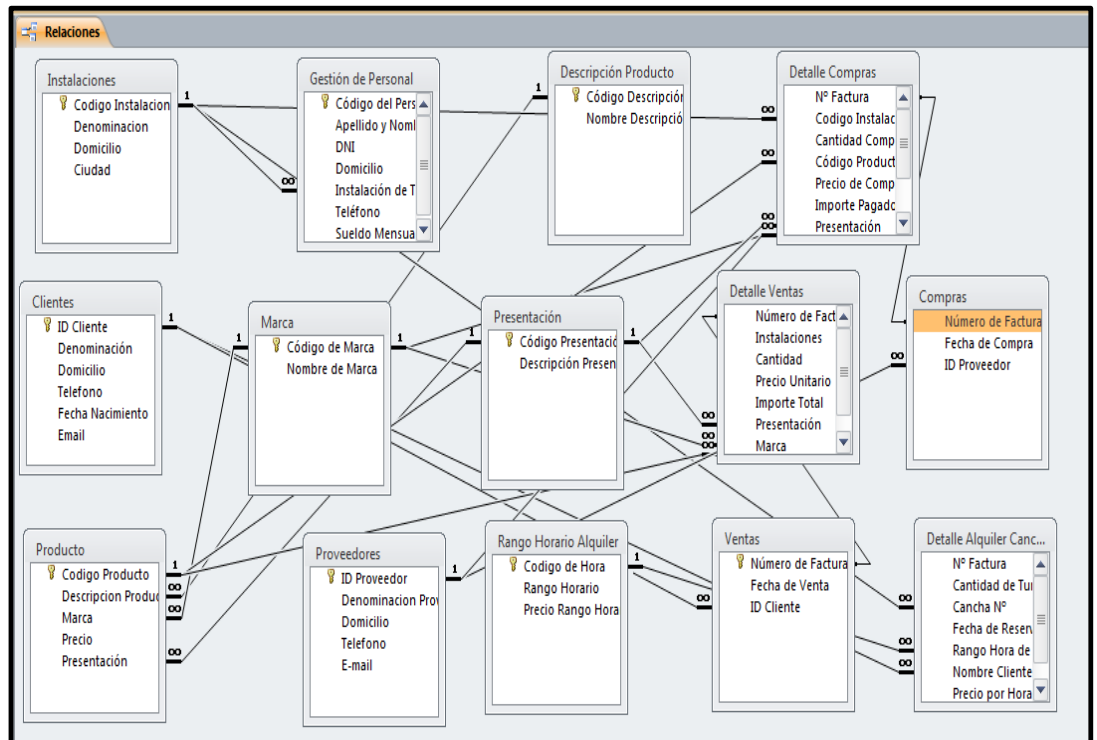 Relaciones
Instalaciones
Codigo Instalacion
Denominacion
Domicilio
Ciudad
Gestión de Personal
Código del Pers
Apellido y Noml
DNI
Domicilio
Instalación de T
Teléfono
Sueldo Mensua
Descripción Producto
Código Descripción
Nombre Descripció
Detalle Compras
Nº Factura
Codigo Instalac
Cantidad Comp
Código Product
Precio de Comp
Importe Pagado
Presentación
Clientes
ID Cliente
Denominación
Domicilio
Telefono
Fecha Nacimiento
Email
Marca
Código de Marca
Nombre de Marca
Presentación
Código Presentació
Descripción Presen
Detalle Ventas
Número de Fact
Instalaciones
Cantidad
Precio Unitario
Importe Total
Presentación
Marca
Compras
Número de Factura
Fecha de Compra
ID Proveedor
Producto
Codigo Producto
Descripcion Produc
Marca
Precio
Presentación
Proveedores
ID Proveedor
Denominacion Prov
Domicilio
Telefono
E-mail
Rango Horario Alquiler
Codigo de Hora
Rango Horario
Precio Rango Hora
Ventas
Número de Factura
Fecha de Venta
ID Cliente
Detalle Alquiler Canc...
Nº Factura
Cantidad de Tur
Cancha Nº
Fecha de Reserv
Rango Hora de
Nombre Cliente
Precio por Hora